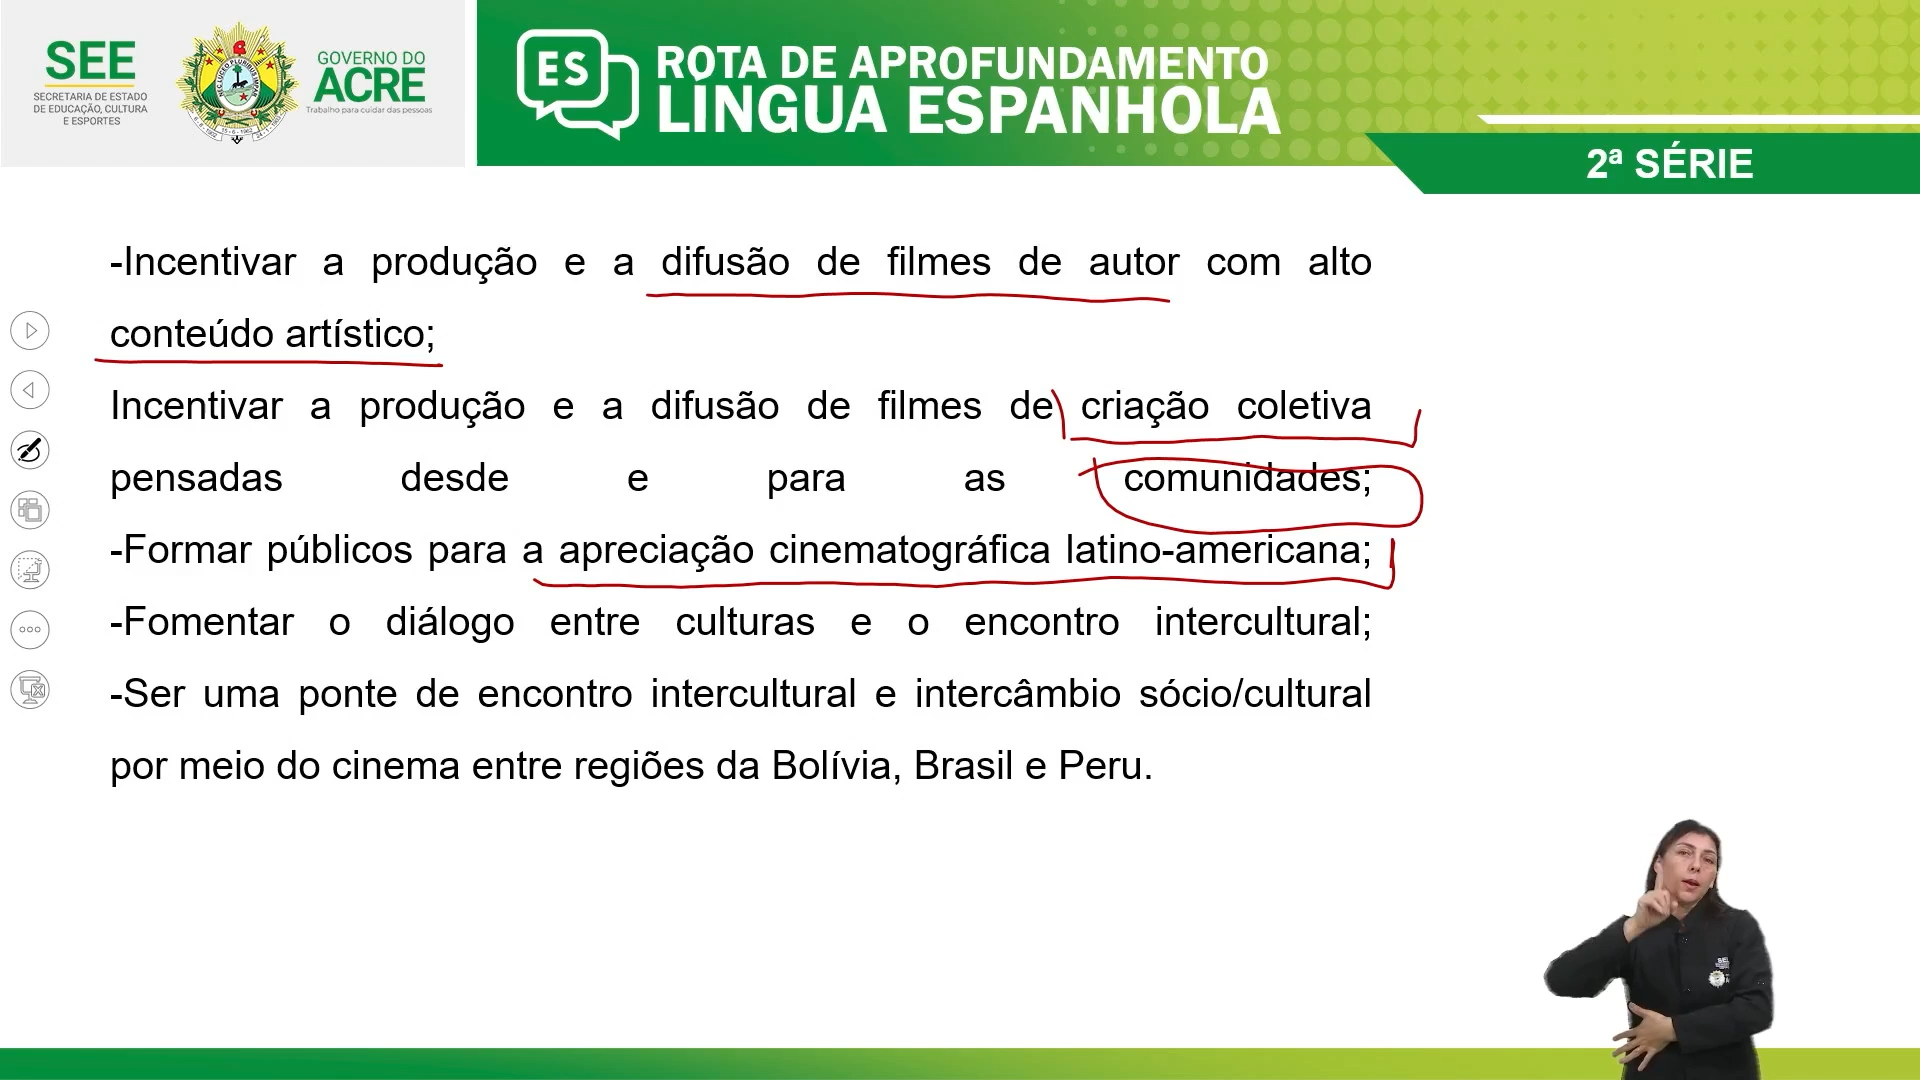 SEE
SECRETARIA DE ESTADO
DE EDUCAÇÃO, CULTURA
E ESPORTES
GOVERNO DO
ACRE
Trabalho para cuidar das pessoas
ES
ROTA DE APROFUNDAMENTO
LÍNGUA ESPANHOLA
2ª SÉRIE
-Incentivar a produção e a difusão de filmes de autor com alto
conteúdo artístico;
Incentivar a produção e a difusão de filmes de criação coletiva
pensadas desde e para as comunidades;
-Formar públicos para a apreciação cinematográfica latino-americana;
-Fomentar o diálogo entre culturas e o encontro intercultural;
-Ser uma ponte de encontro intercultural e intercâmbio sócio/cultural
por meio do cinema entre regiões da Bolívia, Brasil e Peru.